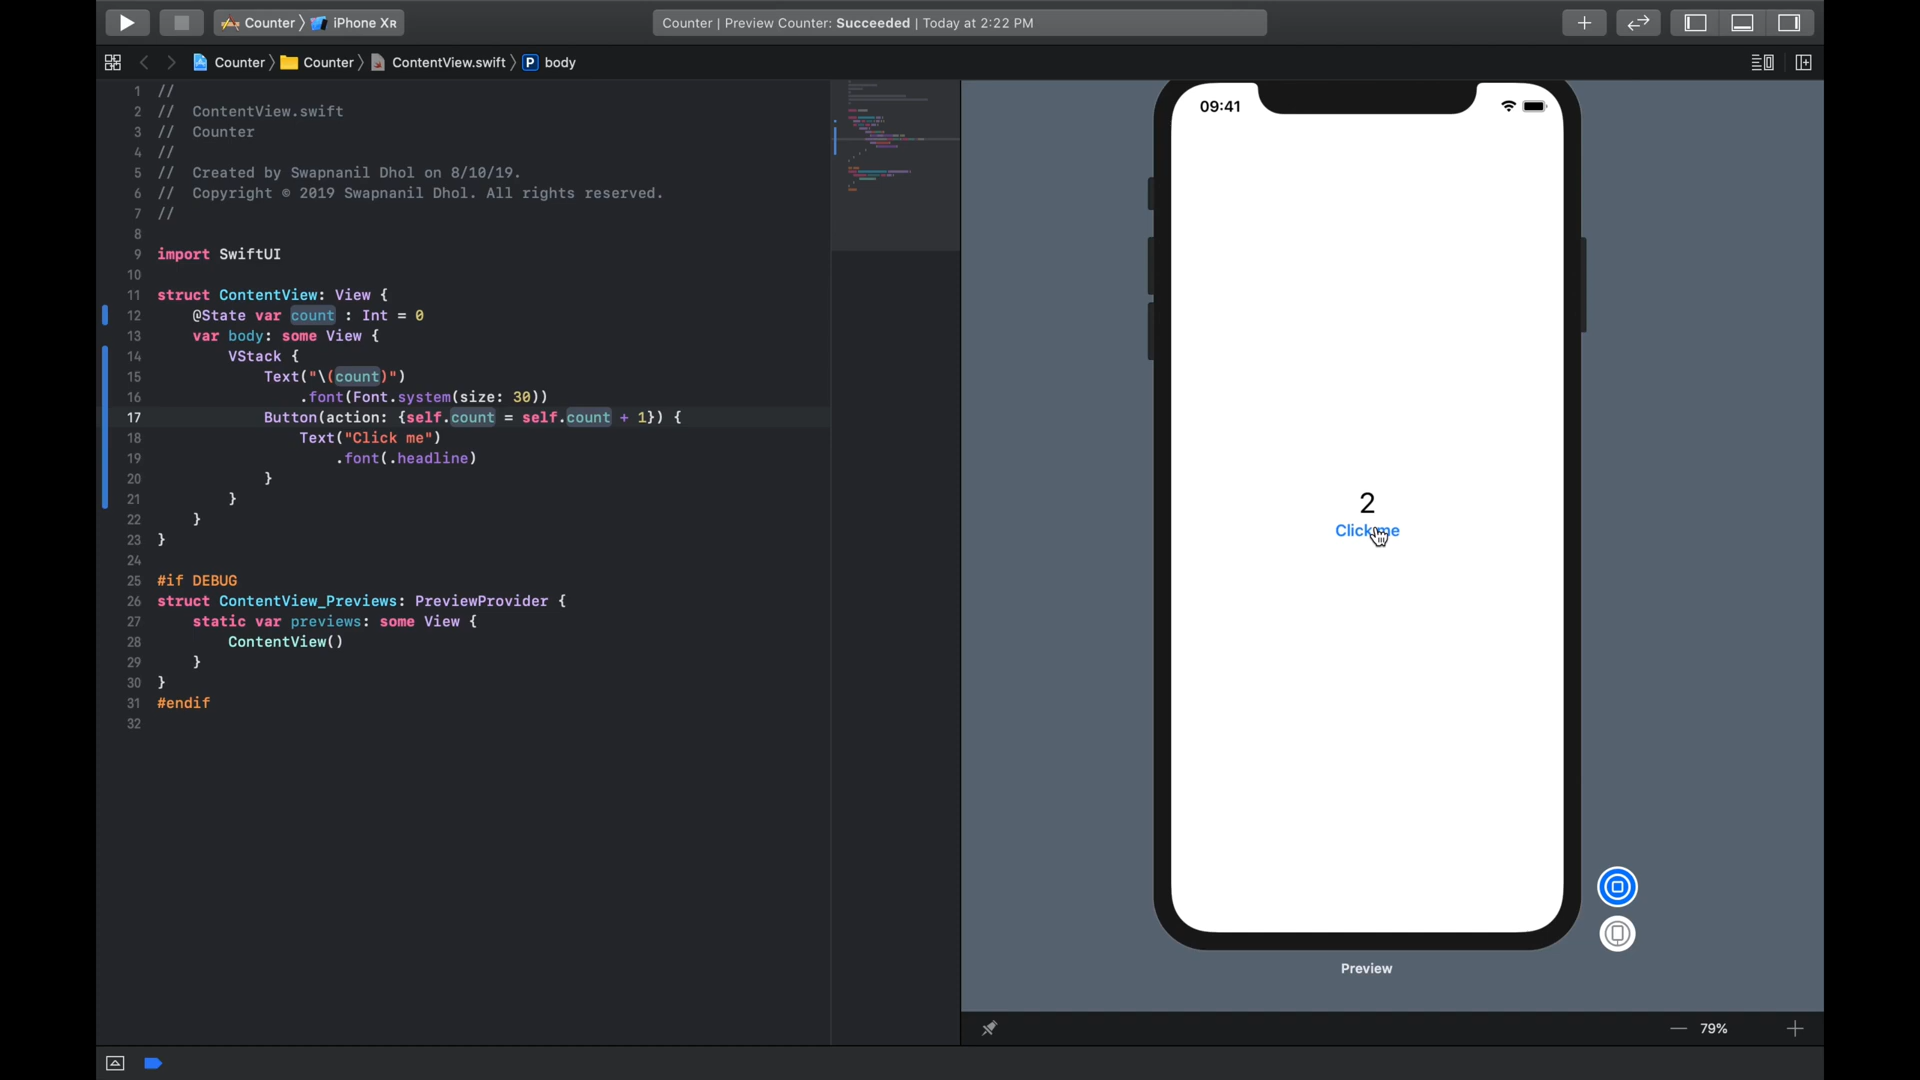 Counter 〉 iPhone XR
Counter | Preview Counter: Succeeded | Today at 2:22 PM
Counter 〉 Counter 〉 ContentView.swift 〉 P body
1 //
2 //  ContentView.swift
3 //  Counter
4 //
5 //  Created by Swapnanil Dhol on 8/10/19.
6 //  Copyright © 2019 Swapnanil Dhol. All rights reserved.
7 //
8
9 import SwiftUI
10
11 struct ContentView: View {
12     @State var count : Int = 0
13     var body: some View {
14         VStack {
15             Text("\(count)")
16                 .font(Font.system(size: 30))
17             Button(action: {self.count = self.count + 1}) {
18                 Text("Click me")
19                     .font(.headline)
20             }
21         }
22     }
23 }
24
25 #if DEBUG
26 struct ContentView_Previews: PreviewProvider {
27     static var previews: some View {
28         ContentView()
29     }
30 }
31 #endif
32
09:41
2
Click me
Preview
79%